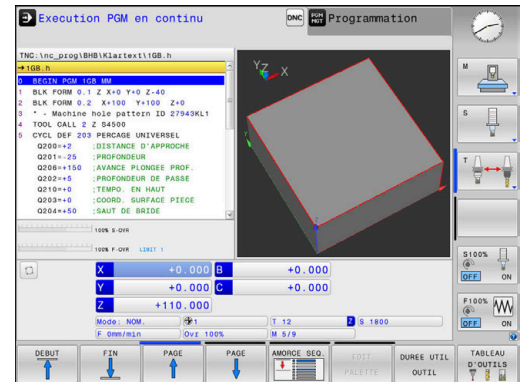 Execution PGM en continu
DNC
PGM
MDT
Programmation
TNC:\nc_prog\BHB\Klartext\1GB.h
→1GB.h
0 BEGIN PGM 1GB MM
1 BLK FORM 0.1 Z X+0 Y+0 Z-40
2 BLK FORM 0.2 X+100 Y+100 Z+0
3 * - Machine hole pattern ID 27943KL1
4 TOOL CALL 2 Z S4500
5 CYCL DEF 203 PERCAGE UNIVERSEL
Q200=+2 ;DISTANCE D'APPROCHE
Q201=-25 ;PROFONDEUR
Q206=+150 ;AVANCE PLONGEE PROF.
Q202=+5 ;PROFONDEUR DE PASSE
Q210=+0 ;TEMPO. EN HAUT
Q203=+0 ;COORD. SURFACE PIECE
Q204=+50 ;SAUT DE BRIDE
100% S-OVR
100% F-OVR LIMIT 1
Y Z X
Y
Z
X +0.000 B +0.000
Y +0.000 C +0.000
Z +110.000
Mode: NOM. 1 T 12 Z S 1800
F 0mm/min Ovr 100% M 5/9
M
S
T
S100%
OFF ON
F100%
OFF ON
DEBUT
FIN
PAGE
PAGE
AMORCE SEQ.
EDIT
PALETTE
DUREE UTIL
OUTIL
TABLEAU
D'OUTILS